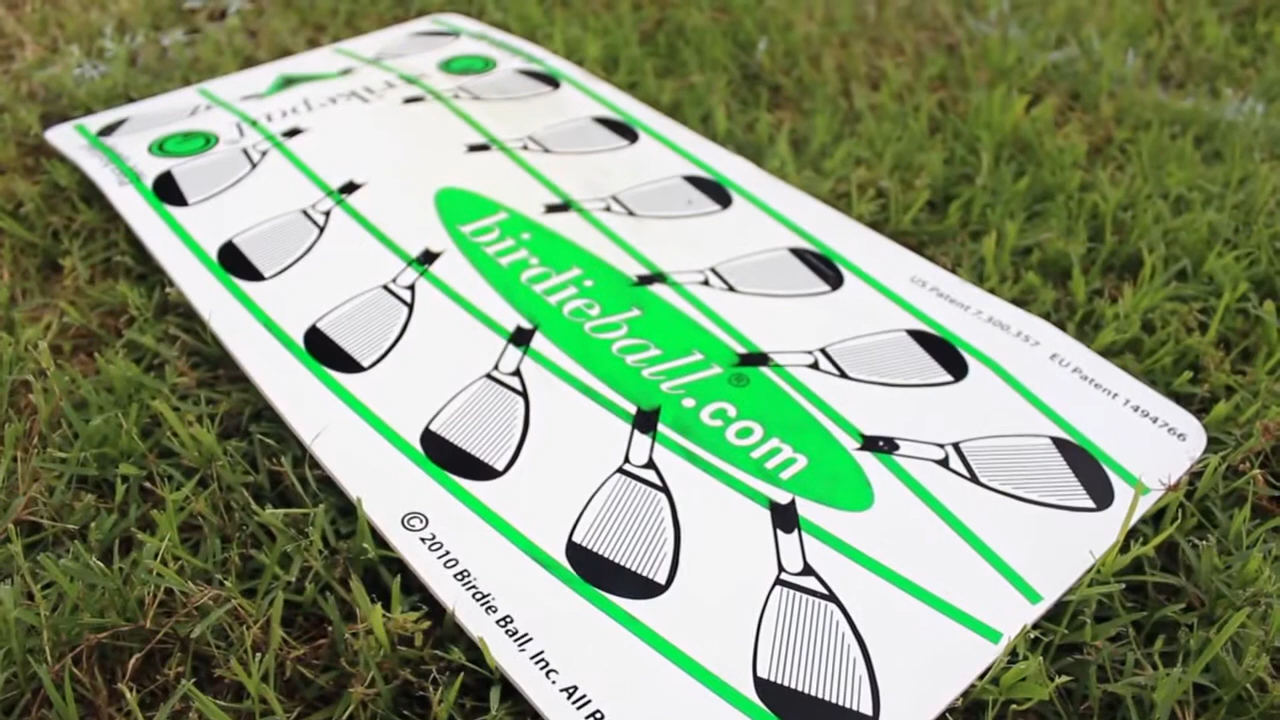 birdieball.com®
US Patent 7,300,357 EU Patent 1494766
© 2010 Birdie Ball, Inc. All R